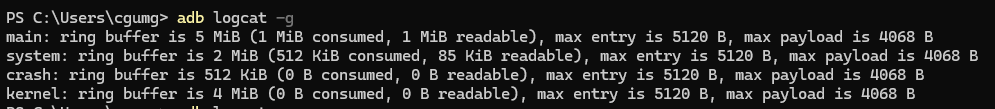 PS C:\Users\cgumg> adb logcat -g
main: ring buffer is 5 MiB (1 MiB consumed, 1 MiB readable), max entry is 5120 B, max payload is 4068 B
system: ring buffer is 2 MiB (512 KiB consumed, 85 KiB readable), max entry is 5120 B, max payload is 4068 B
crash: ring buffer is 512 KiB (0 B consumed, 0 B readable), max entry is 5120 B, max payload is 4068 B
kernel: ring buffer is 4 MiB (0 B consumed, 0 B readable), max entry is 5120 B, max payload is 4068 B